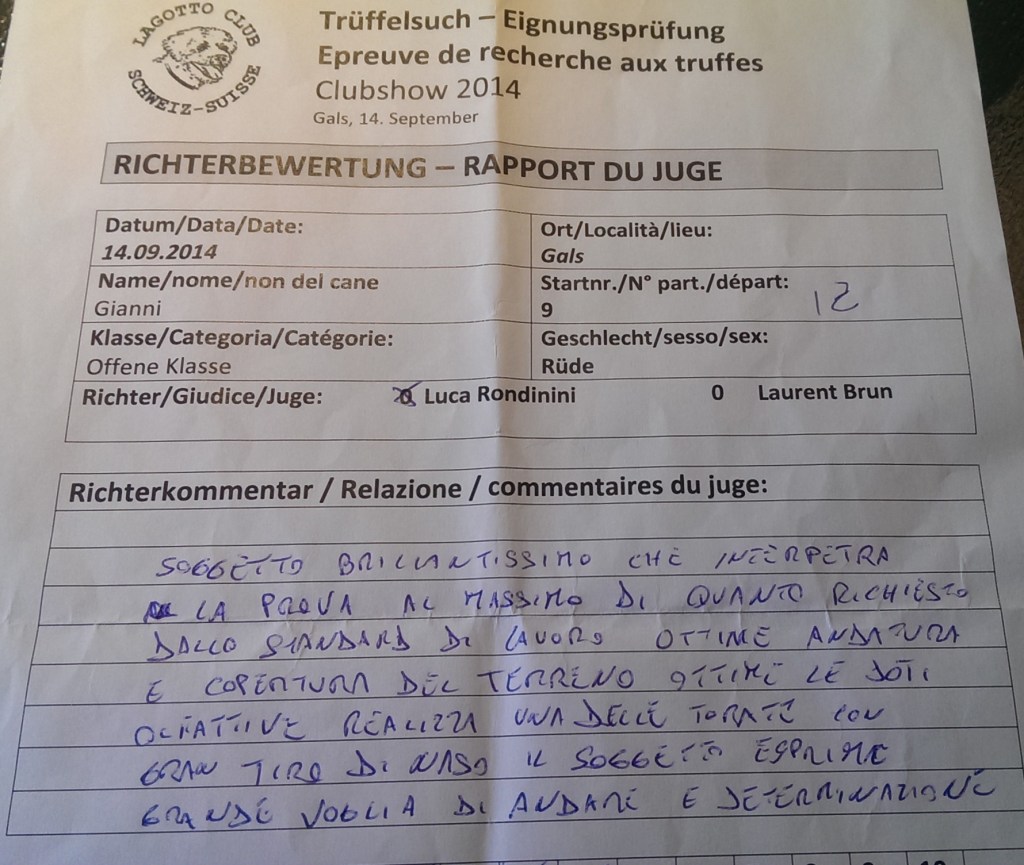 LAGOTTO CLUB
SCHWEIZ-SUISSE
Trüffelsuch – Eignungsprüfung
Epreuve de recherche aux truffes
Clubshow 2014
Gals, 14. September
RICHTERBEWERTUNG – RAPPORT DU JUGE
Datum/Data/Date:
14.09.2014
Ort/Località/lieu:
Gals
Name/nome/non del cane
Gianni
Startnr./N° part./départ:
9
12
Klasse/Categoria/Catégorie:
Offene Klasse
Geschlecht/sesso/sex:
Rüde
Richter/Giudice/Juge: 0 Luca Rondinini 0 Laurent Brun
Richterkommentar / Relazione / commentaires du juge:
SOGGETTO BRILLANTISSIMO CHE INTERPETRA
LA PROVA AL MASSIMO DI QUANTO RICHIESTO
DALLO STANDARD DI LAVORO OTTIME ANDATURA
E COPERTURA DEL TERRENO OTTIME LE DOTI
OLFATTIVE REALIZZA UNA DELLE TORATE CON
GRAN TIRO DI NASO IL SOGGETTO ESPRIME
GRANDE VOGLIA DI ANDARE E DETERMINAZIONE